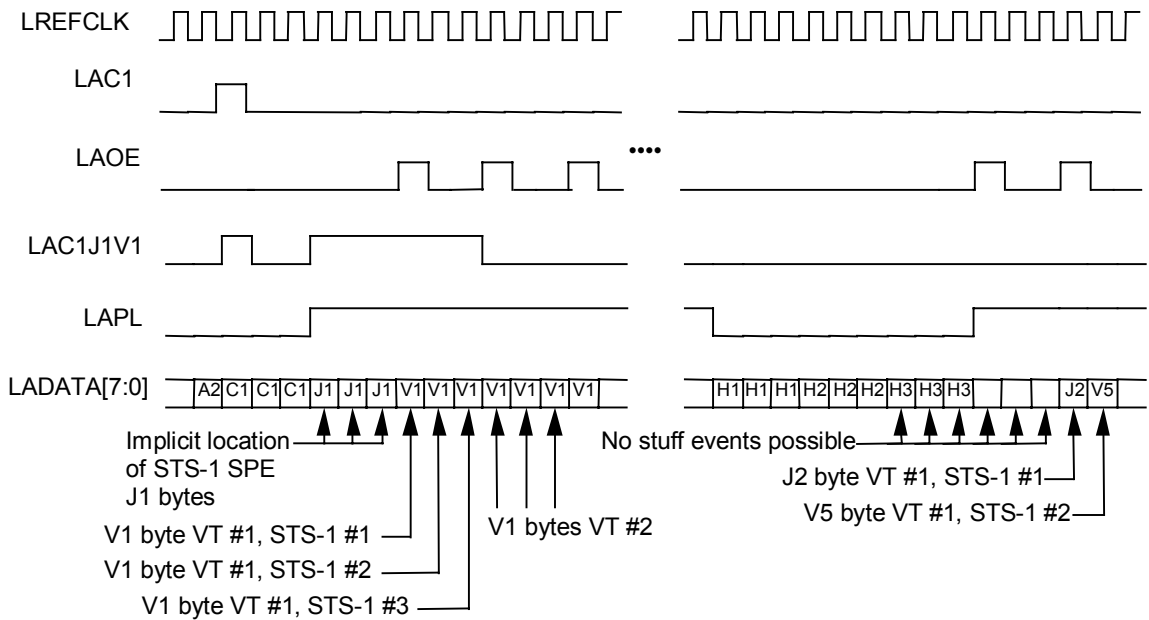 LREFCLK
LAC1
LAOE
••••
LAC1J1V1
LAPL
LADATA[7:0]
A2 C1 C1 C1 J1 J1 J1 V1 V1 V1 V1 V1 V1 V1
H1 H1 H1 H2 H2 H2 H3 H3 H3 J2 V5
Implicit location
of STS-1 SPE
J1 bytes
V1 byte VT #1, STS-1 #1
V1 byte VT #1, STS-1 #2
V1 byte VT #1, STS-1 #3
V1 bytes VT #2
No stuff events possible
J2 byte VT #1, STS-1 #1
V5 byte VT #1, STS-1 #2